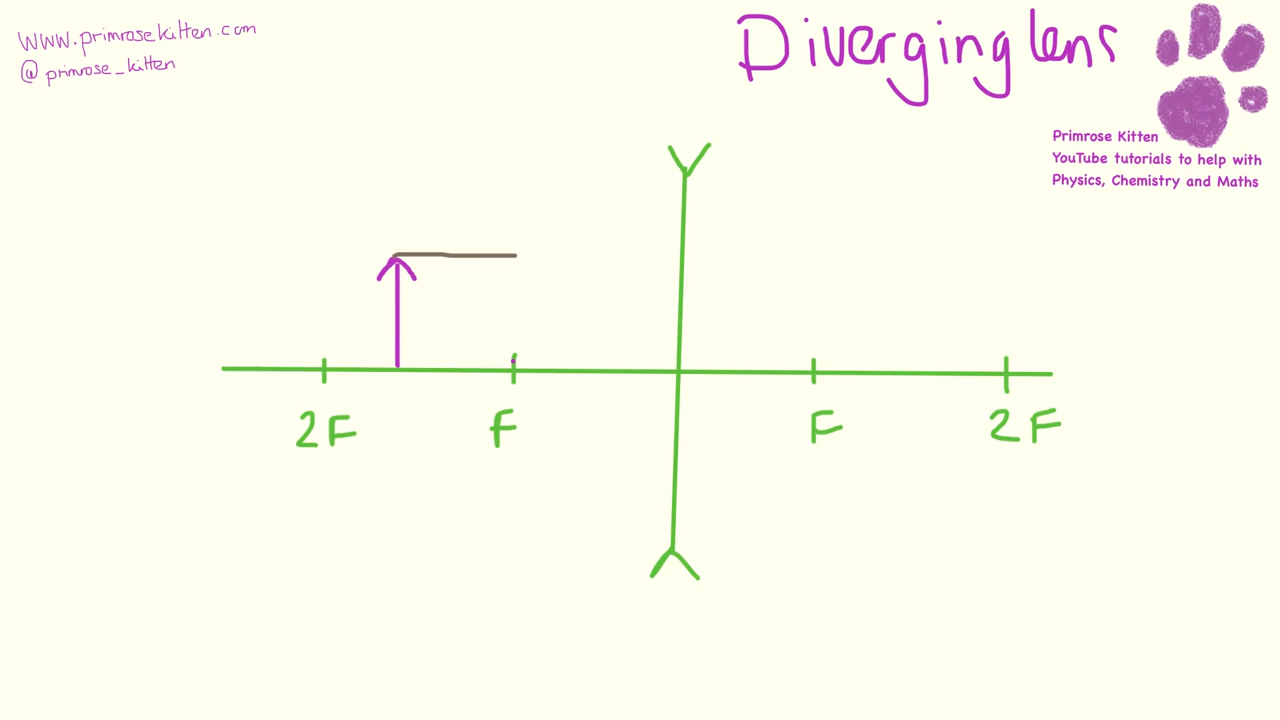 www.primrosekitten.com
@primrose_kitten
Diverging lens
Primrose Kitten
YouTube tutorials to help with
Physics, Chemistry and Maths
2F F F 2F